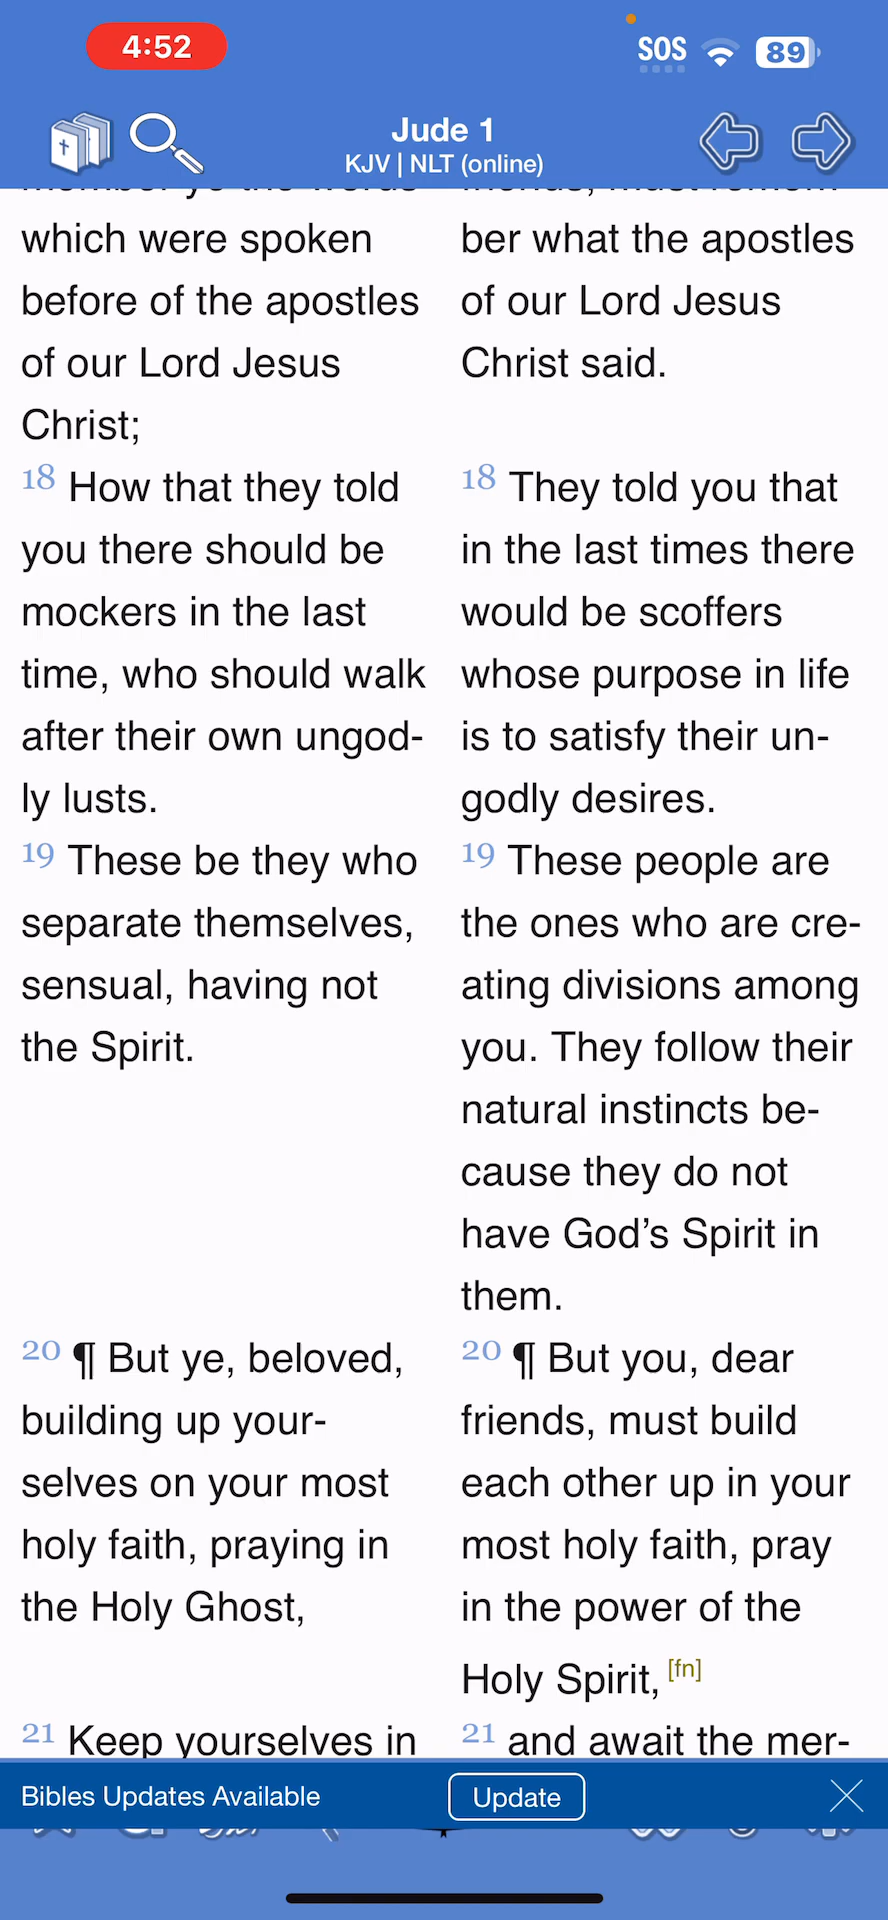 4:52
SOS
89
Jude 1
KJV | NLT (online)
which were spoken
before of the apostles
of our Lord Jesus
Christ;
18 How that they told
you there should be
mockers in the last
time, who should walk
after their own ungod-
ly lusts.
19 These be they who
separate themselves,
sensual, having not
the Spirit.
20 ¶ But ye, beloved,
building up your-
selves on your most
holy faith, praying in
the Holy Ghost,
21 Keep yourselves in
ber what the apostles
of our Lord Jesus
Christ said.
18 They told you that
in the last times there
would be scoffers
whose purpose in life
is to satisfy their un-
godly desires.
19 These people are
the ones who are cre-
ating divisions among
you. They follow their
natural instincts be-
cause they do not
have God’s Spirit in
them.
20 ¶ But you, dear
friends, must build
each other up in your
most holy faith, pray
in the power of the
Holy Spirit, [fn]
21 and await the mer-
Bibles Updates Available
Update